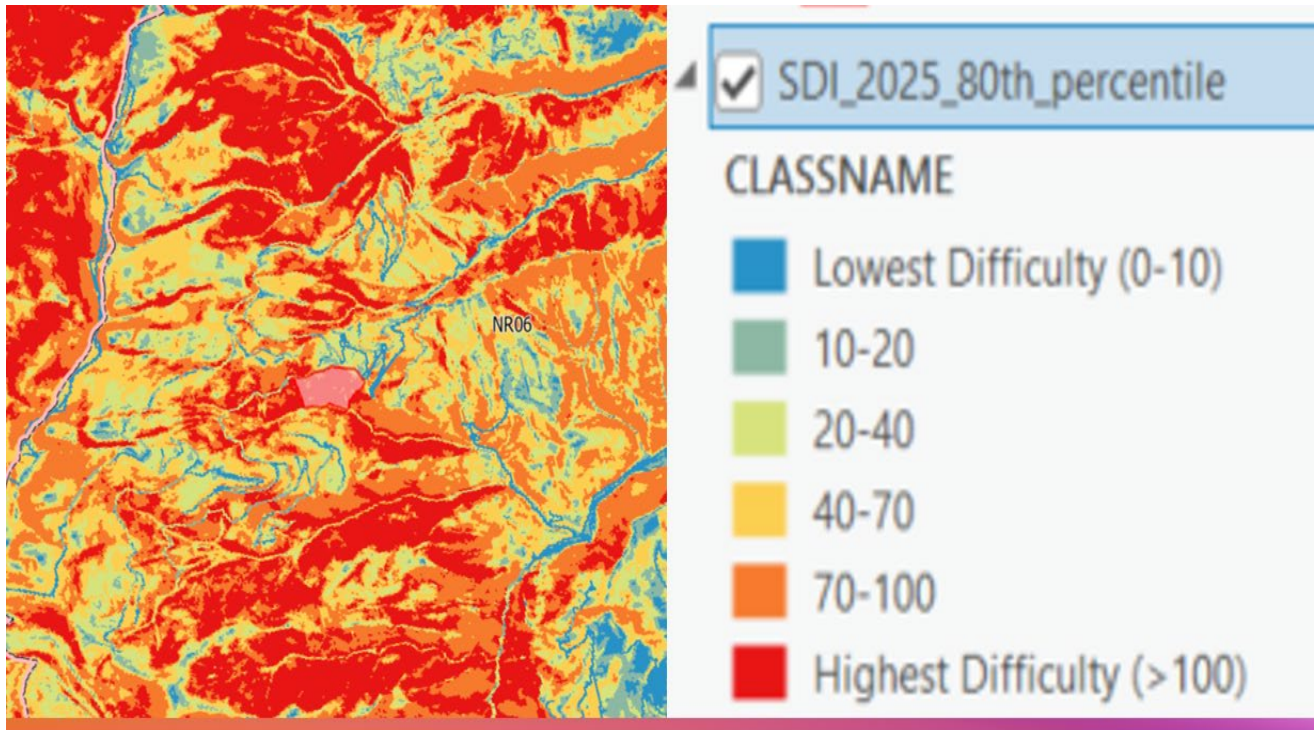 NR06
SDI_2025_80th_percentile
CLASSNAME
Lowest Difficulty (0-10)
10-20
20-40
40-70
70-100
Highest Difficulty (>100)